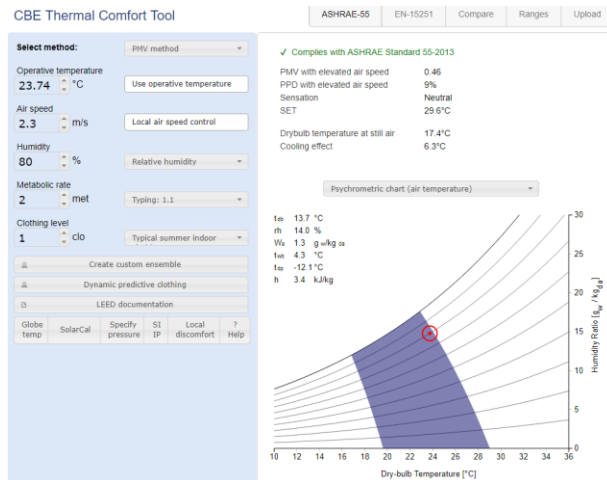 CBE Thermal Comfort Tool
ASHRAE-55 EN-15251 Compare Ranges Upload
Select method: PMV method
Operative temperature
23.74 °C Use operative temperature
Air speed
2.3 m/s Local air speed control
Humidity
80 % Relative humidity
Metabolic rate
2 met Typing: 1.1
Clothing level
1 clo Typical summer indoor
Create custom ensemble
Dynamic predictive clothing
LEED documentation
Globe temp SolarCal Specify pressure SI IP Local discomfort ? Help
✓ Complies with ASHRAE Standard 55-2013
PMV with elevated air speed 0.46
PPD with elevated air speed 9%
Sensation Neutral
SET 29.6°C
Drybulb temperature at still air 17.4°C
Cooling effect 6.3°C
Psychrometric chart (air temperature)
tdb 13.7 °C
rh 14.0 %
Wa 1.3 g w/kg da
twb 4.3 °C
tdp -12.1 °C
h 3.4 kJ/kg
30
25
20
15
10
5
0
Humidity Ratio [gw / kgda]
10 12 14 16 18 20 22 24 26 28 30 32 34 36
Dry-bulb Temperature [°C]